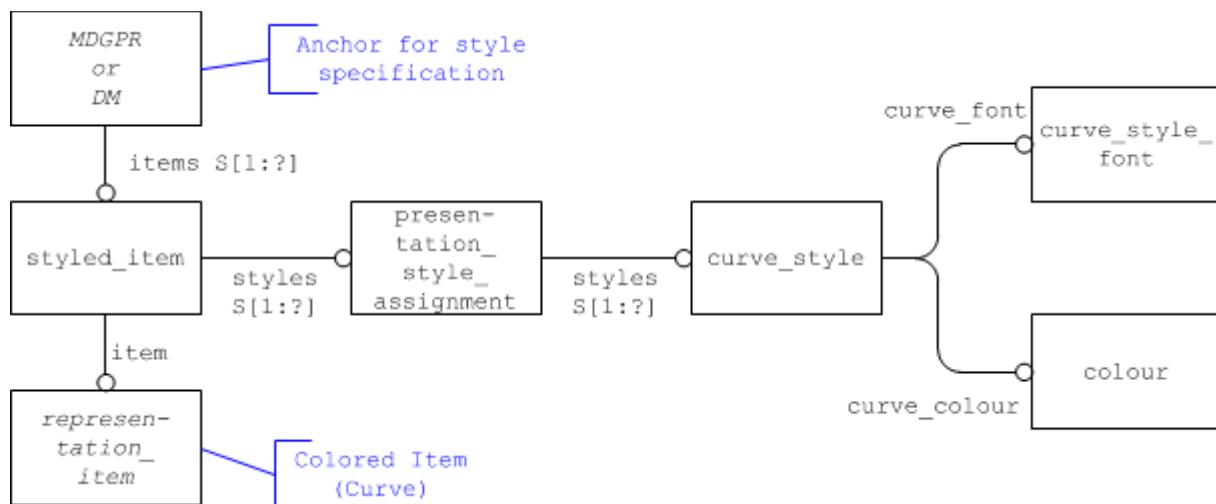 MDGPR
or
DM
Anchor for style
specification
items S[1:?]
curve_font
curve_style_
font
styled_item
styles
S[1:?]
presen-
tation_
style_
assignment
styles
S[1:?]
curve_style
colour
curve_colour
item
represen-
tation_
item
Colored Item
(Curve)